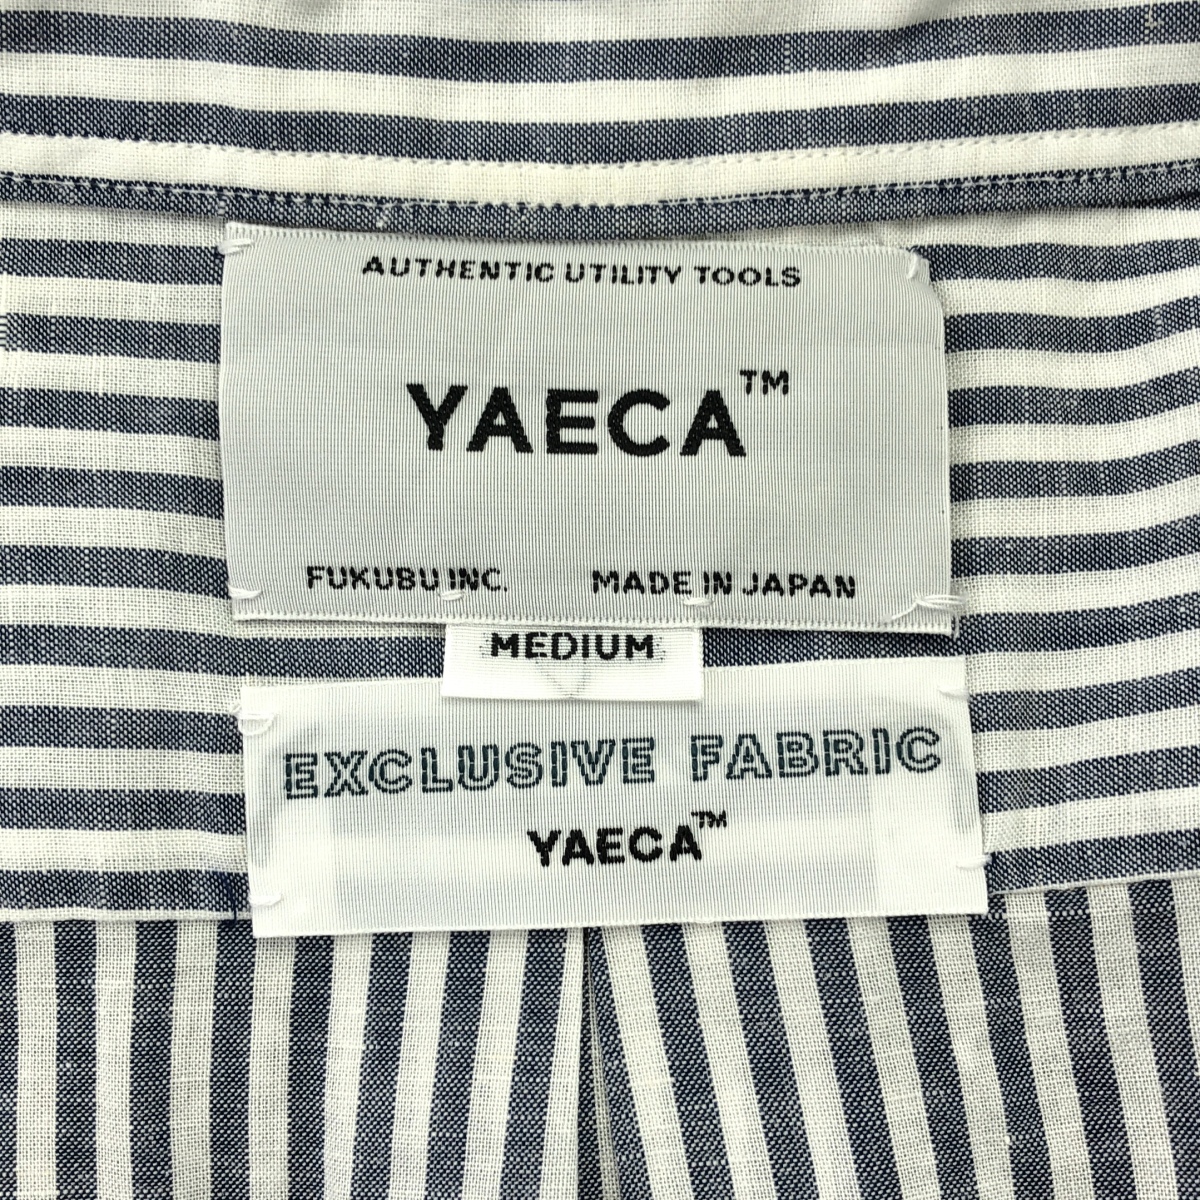 AUTHENTIC UTILITY TOOLS
YAECA™
FUKUBU INC. MADE IN JAPAN
MEDIUM
EXCLUSIVE FABRIC
YAECA™